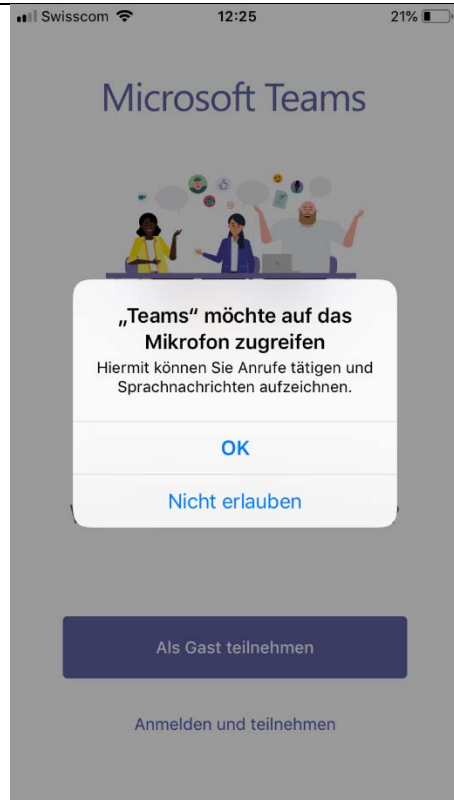 Swisscom 12:25 21%
Microsoft Teams
„Teams“ möchte auf das
Mikrofon zugreifen
Hiermit können Sie Anrufe tätigen und
Sprachnachrichten aufzeichnen.
OK
Nicht erlauben
Als Gast teilnehmen
Anmelden und teilnehmen